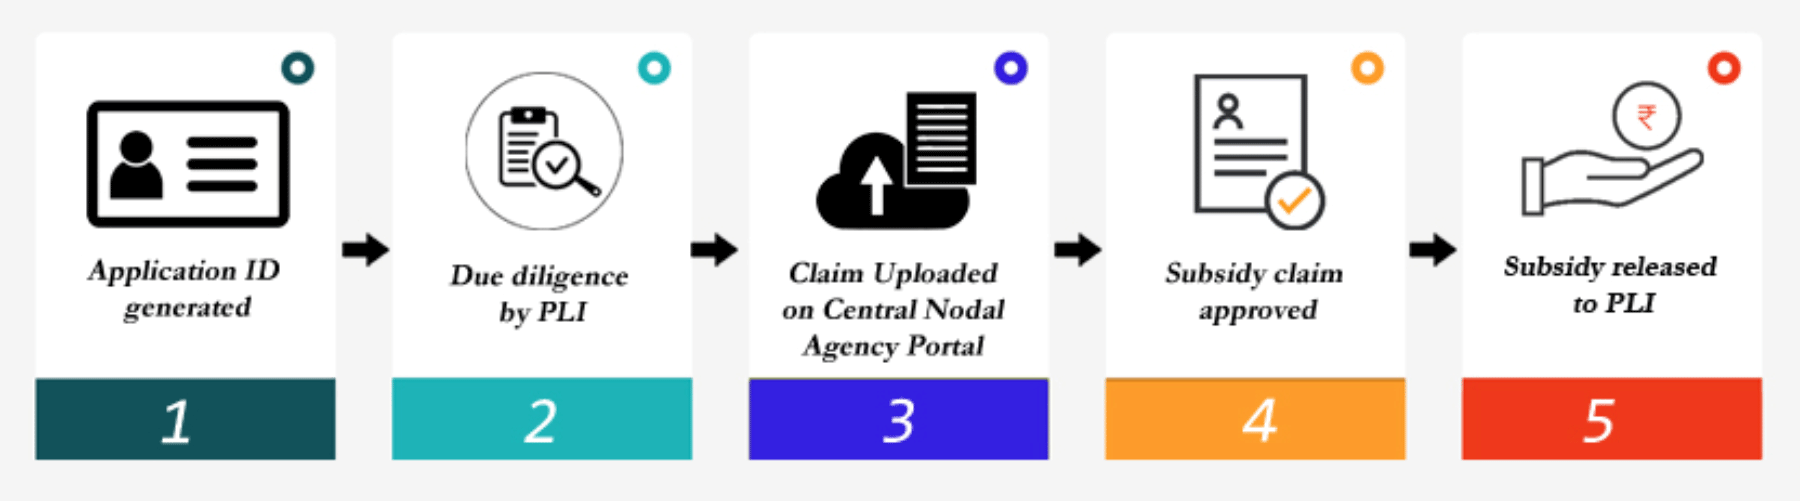 Application ID
generated
1
Due diligence
by PLI
2
Claim Uploaded
on Central Nodal
Agency Portal
3
Subsidy claim
approved
4
₹
Subsidy released
to PLI
5